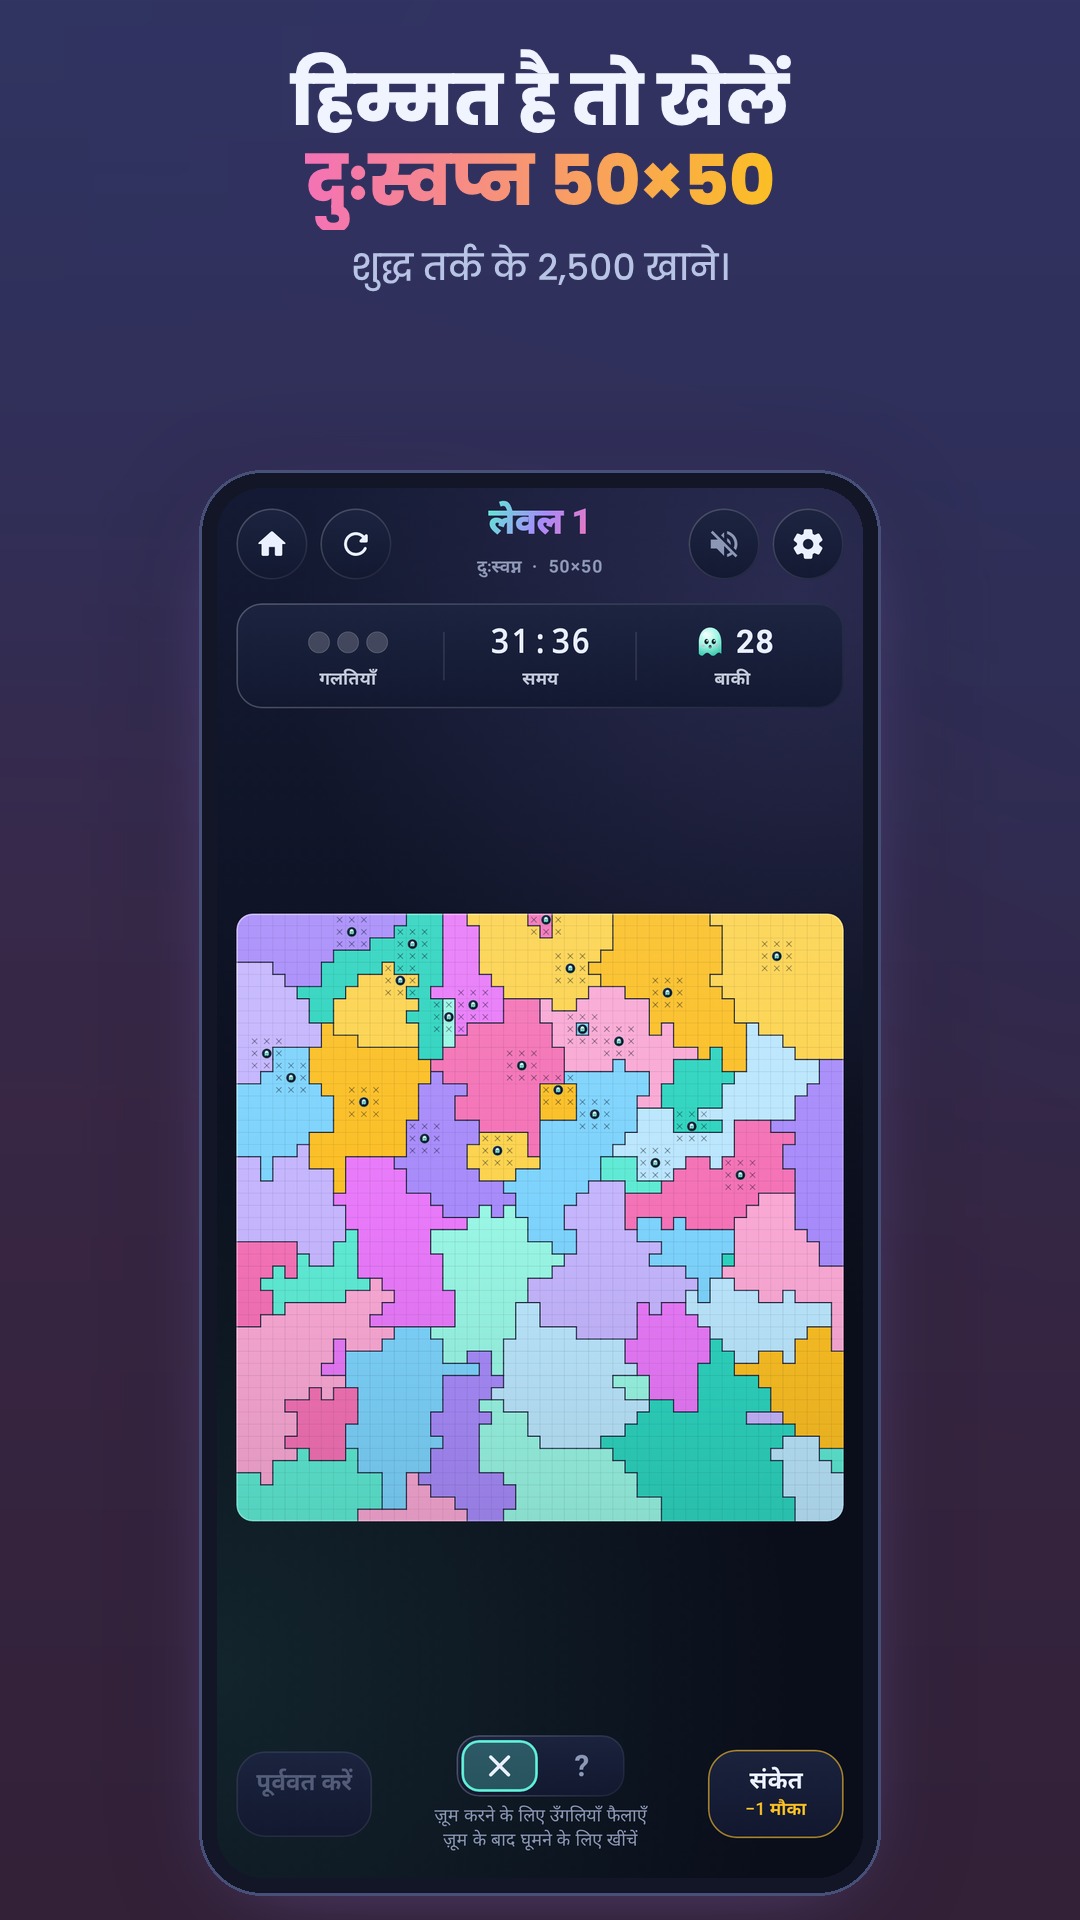 हिम्मत है तो खेलें
दुःस्वप्न 50×50
शुद्ध तर्क के 2,500 खाने।
लेवल 1
दुःस्वप्न · 50×50
31:36
28
गलतियाँ
समय
बाकी
पूर्ववत करें
?
संकेत
−1 मौका
ज़ूम करने के लिए उँगलियाँ फैलाएँ
ज़ूम के बाद घूमने के लिए खींचें